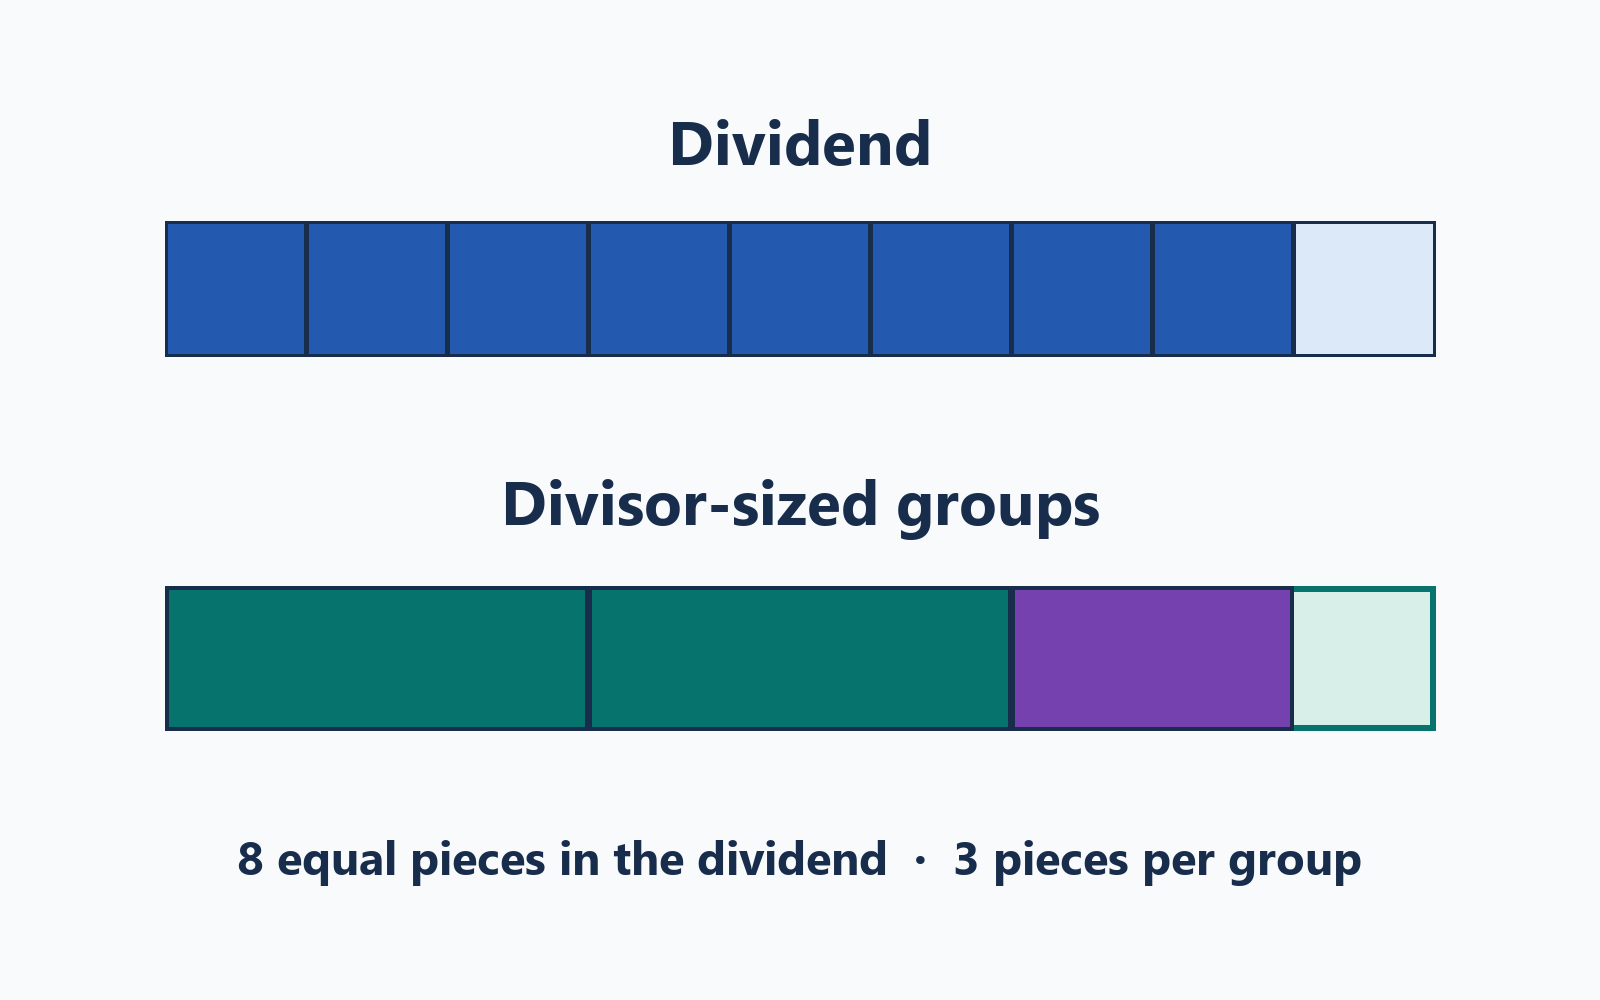 Dividend
Divisor-sized groups
8 equal pieces in the dividend · 3 pieces per group